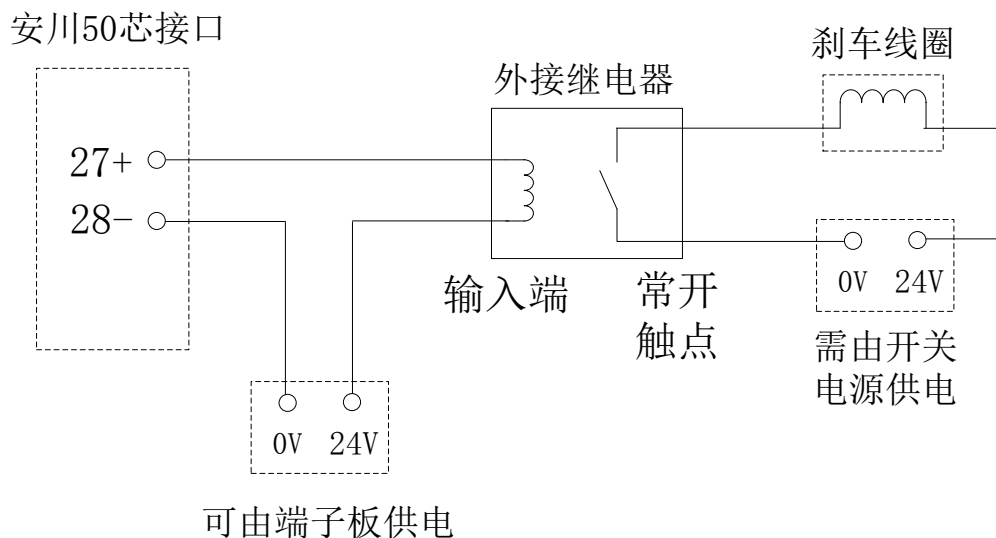 安川50芯接口
刹车线圈
外接继电器
27+
28-
0V 24V
输入端
常开
触点
需由开关
电源供电
0V 24V
可由端子板供电